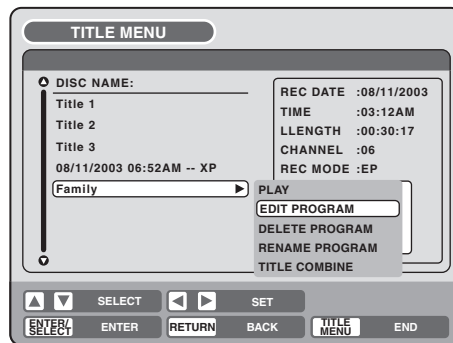 TITLE MENU
DISC NAME:
Title 1
Title 2
Title 3
08/11/2003 06:52AM -- XP
Family
REC DATE :08/11/2003
TIME :03:12AM
LLENGTH :00:30:17
CHANNEL :06
REC MODE :EP
PLAY
EDIT PROGRAM
DELETE PROGRAM
RENAME PROGRAM
TITLE COMBINE
SELECT SET
ENTER/SELECT ENTER RETURN BACK TITLE MENU END